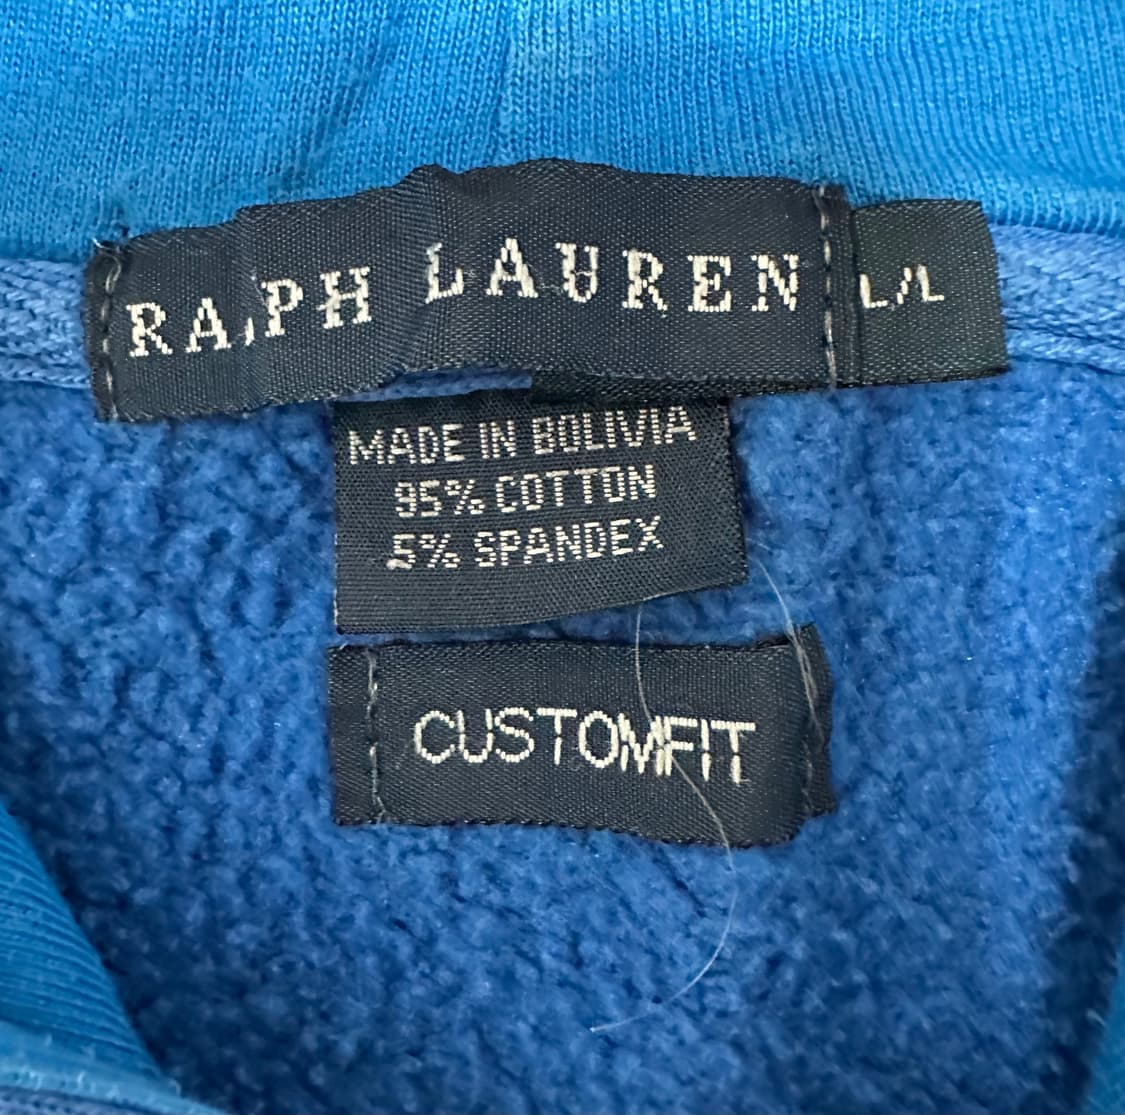 RALPH LAUREN L/L
MADE IN BOLIVIA
95% COTTON
5% SPANDEX
CUSTOMFIT